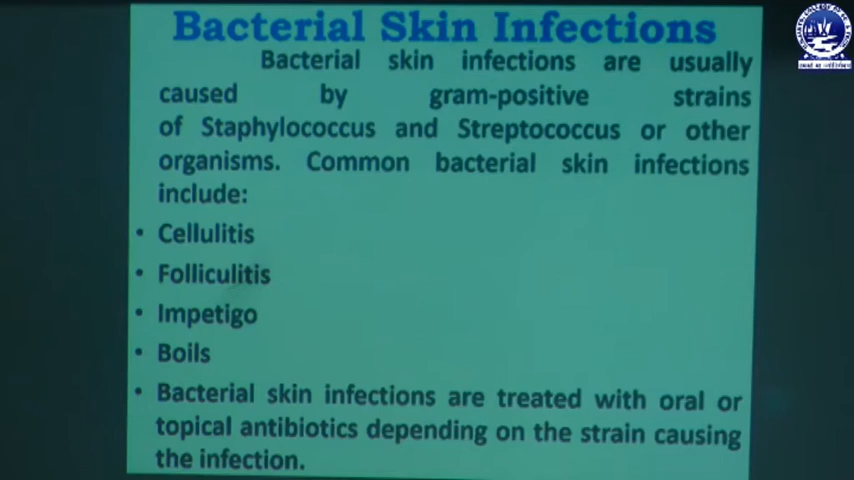 Bacterial Skin Infections
Bacterial skin infections are usually
caused by gram-positive strains
of Staphylococcus and Streptococcus or other
organisms. Common bacterial skin infections
include:
• Cellulitis
• Folliculitis
• Impetigo
• Boils
• Bacterial skin infections are treated with oral or
topical antibiotics depending on the strain causing
the infection.